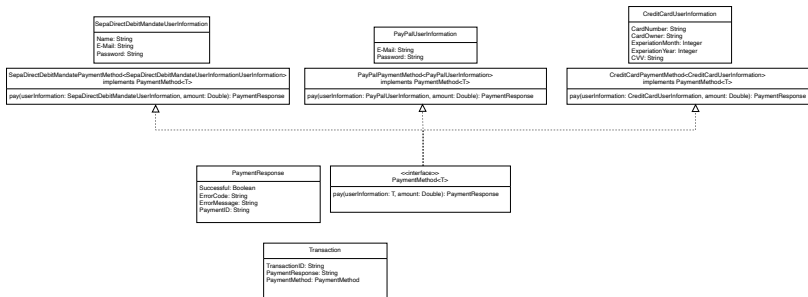 SepaDirectDebitMandateUserInformation
Name: String
E-Mail: String
Password: String
PayPalUserInformation
E-Mail: String
Password: String
CreditCardUserInformation
CardNumber: String
CardOwner: String
ExperiationMonth: Integer
ExperiationYear: Integer
CVV: String
SepaDirectDebitMandatePaymentMethod<SepaDirectDebitMandateUserInformationUserInformation>
implements PaymentMethod<T>
pay(userInformation: SepaDirectDebitMandateUserInformation, amount: Double): PaymentResponse
PayPalPaymentMethod<PayPalUserInformation>
implements PaymentMethod<T>
pay(userInformation: PayPalUserInformation, amount: Double): PaymentResponse
CreditCardPaymentMethod<CreditCardUserInformation>
implements PaymentMethod<T>
pay(userInformation: CreditCardUserInformation, amount: Double): PaymentResponse
PaymentResponse
Successful: Boolean
ErrorCode: String
ErrorMessage: String
PaymentID: String
<<interface>>
PaymentMethod<T>
pay(userInformation: T, amount: Double): PaymentResponse
Transaction
TransactionID: String
PaymentResponse: String
PaymentMethod: PaymentMethod